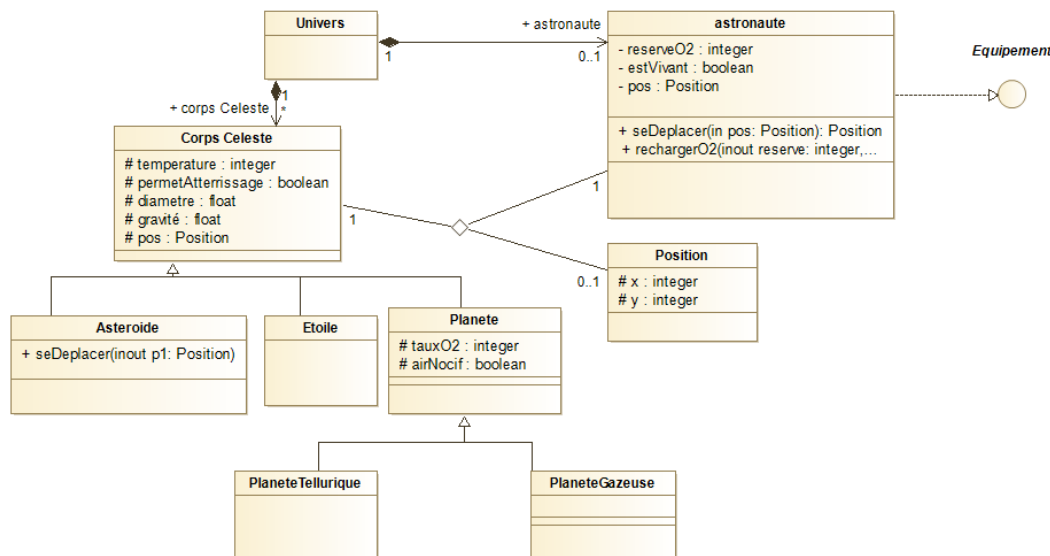 Univers
1
+ astronaute
0..1
astronaute
- reserveO2 : integer
- estVivant : boolean
- pos : Position
+ seDeplacer(in pos: Position): Position
+ rechargerO2(inout reserve: integer,...
Equipement
1
+ corps Celeste
*
Corps Celeste
# temperature : integer
# permetAtterrissage : boolean
# diametre : float
# gravité : float
# pos : Position
1
1
0..1
Position
# x : integer
# y : integer
Asteroide
+ seDeplacer(inout p1: Position)
Etoile
Planete
# tauxO2 : integer
# airNocif : boolean
PlaneteTellurique
PlaneteGazeuse